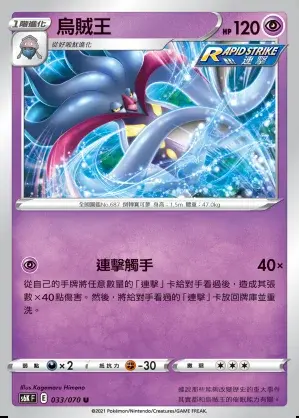 1階進化
烏賊王
HP 120
從好啦魷進化
RAPID STRIKE
連擊
全國圖鑑No.687 倒轉寶可夢 身高:1.5m 體重:47.0kg
連擊觸手 40×
從自己的手牌將任意數量的「連擊」卡給對手看過後,造成其張
數×40點傷害。然後,將給對手看過的卡放回牌庫並重
洗。
弱點 ×2 抵抗力 -30 撤退
Illus.Kagemaru Himeno
s6K F E 033/070 U
©2021 Pokémon/Nintendo/Creatures/GAME FREAK.